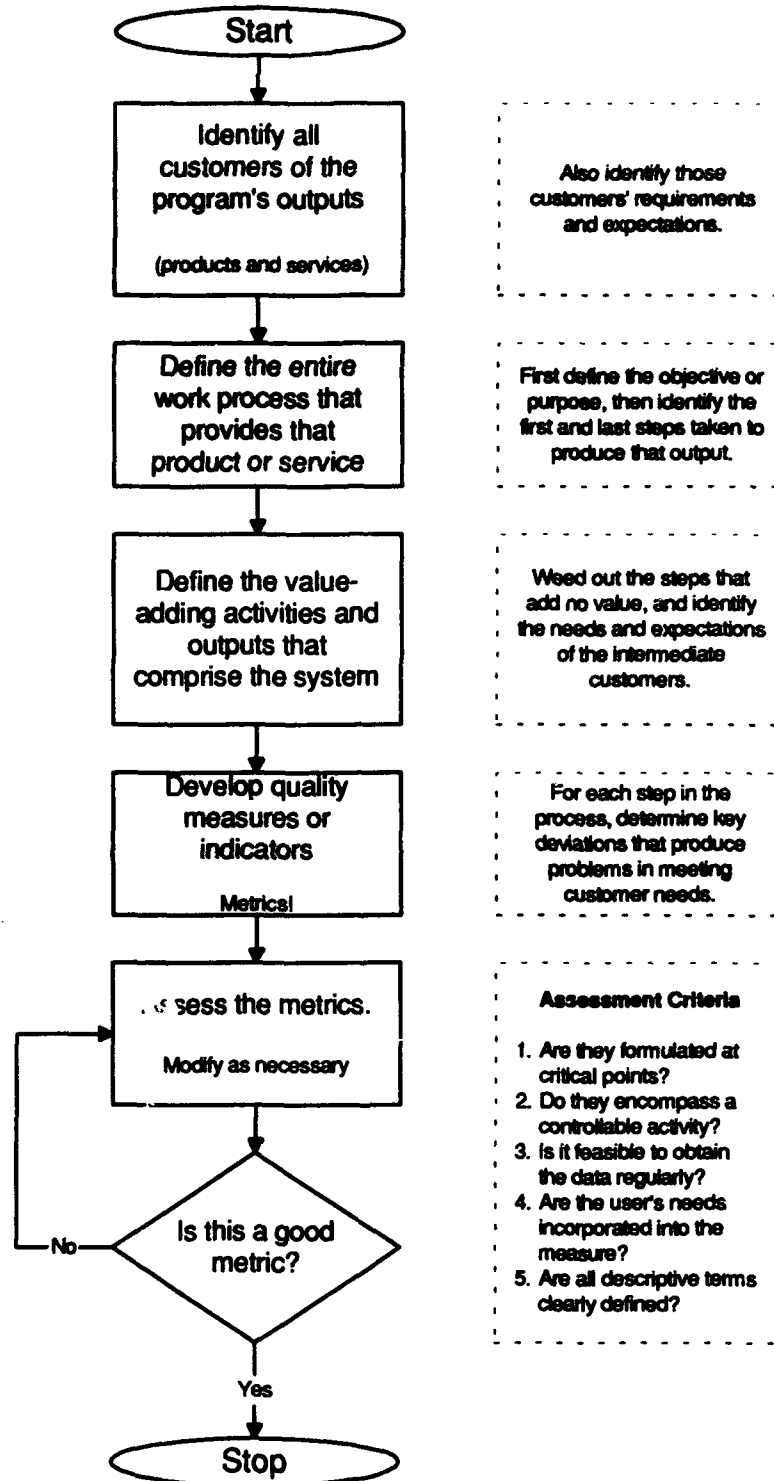 Start
Identify all
customers of the
program's outputs
(products and services)
Also identify those
customers' requirements
and expectations.
Define the entire
work process that
provides that
product or service
First define the objective or
purpose, then identify the
first and last steps taken to
produce that output.
Define the value-
adding activities and
outputs that
comprise the system
Weed out the steps that
add no value, and identify
the needs and expectations
of the intermediate
customers.
Develop quality
measures or
indicators
Metrics!
For each step in the
process, determine key
deviations that produce
problems in meeting
customer needs.
Assess the metrics.
Modify as necessary
Assessment Criteria
1. Are they formulated at
critical points?
2. Do they encompass a
controllable activity?
3. Is it feasible to obtain
the data regularly?
4. Are the user's needs
incorporated into the
measure?
5. Are all descriptive terms
clearly defined?
Is this a good
metric?
No
Yes
Stop